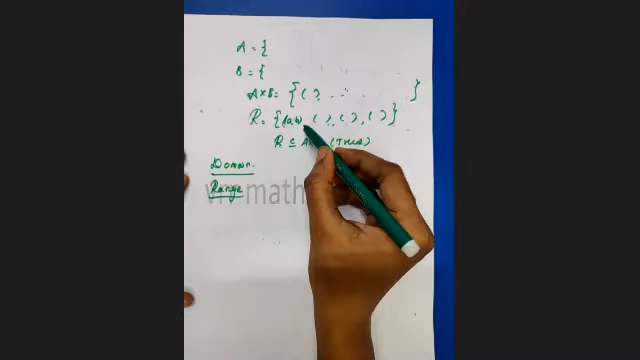 A = {
B = {
A×B = { ( ), ... }
R = {(a,b) ( ), ( ), ( )}
R ⊆ A (True)
Domain.
Range